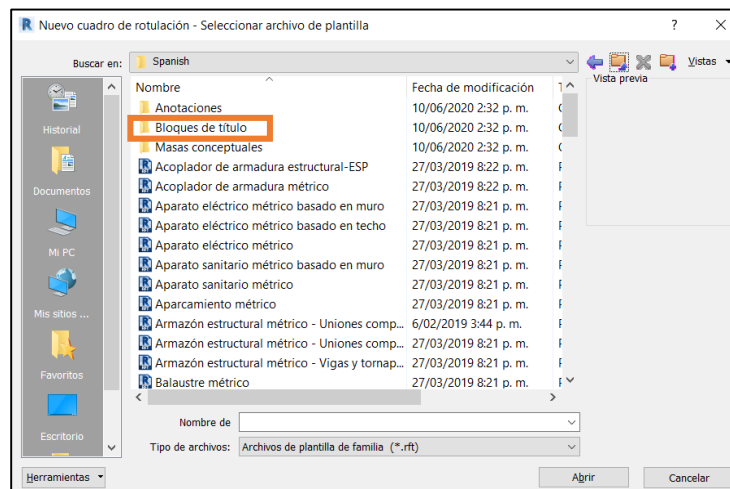 Nuevo cuadro de rotulación - Seleccionar archivo de plantilla ?
Buscar en: Spanish Vistas
Vista previa
Nombre Fecha de modificación
Anotaciones 10/06/2020 2:32 p. m.
Bloques de título 10/06/2020 2:32 p. m.
Masas conceptuales 10/06/2020 2:32 p. m.
Acoplador de armadura estructural-ESP 27/03/2019 8:22 p. m.
Acoplador de armadura métrico 27/03/2019 8:22 p. m.
Aparato eléctrico métrico basado en muro 27/03/2019 8:21 p. m.
Aparato eléctrico métrico basado en techo 27/03/2019 8:21 p. m.
Aparato eléctrico métrico 27/03/2019 8:21 p. m.
Aparato sanitario métrico basado en muro 27/03/2019 8:21 p. m.
Aparato sanitario métrico 27/03/2019 8:21 p. m.
Aparcamiento métrico 27/03/2019 8:21 p. m.
Armazón estructural métrico - Uniones comp... 6/02/2019 3:44 p. m.
Armazón estructural métrico - Uniones comp... 27/03/2019 8:21 p. m.
Armazón estructural métrico - Vigas y tornap... 27/03/2019 8:21 p. m.
Balaustre métrico 27/03/2019 8:21 p. m.
Historial
Documentos
Mi PC
Mis sitios ...
Favoritos
Escritorio
Nombre de
Tipo de archivos: Archivos de plantilla de familia (*.rft)
Herramientas Abrir Cancelar